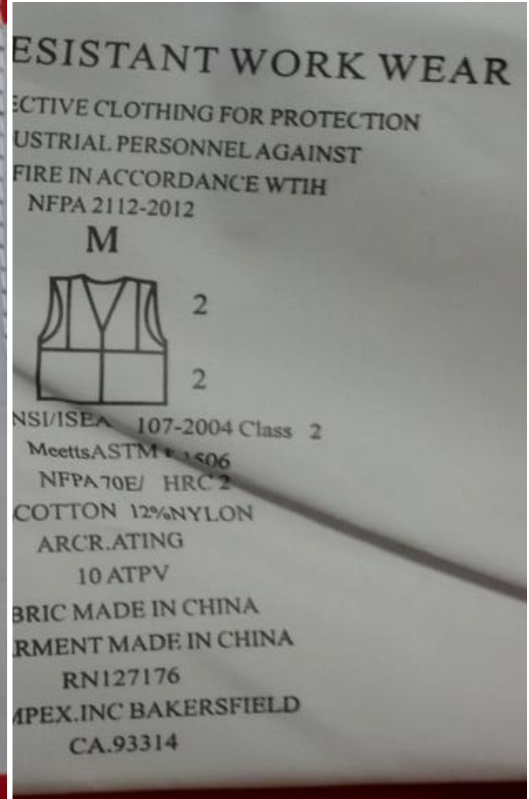 ESISTANT WORK WEAR
ECTIVE CLOTHING FOR PROTECTION
USTRIAL PERSONNEL AGAINST
FIRE IN ACCORDANCE WTIH
NFPA 2112-2012
M
2
2
NSI/ISEA 107-2004 Class 2
MeettsASTM 1506
NFPA70E/ HRC 2
COTTON 12%NYLON
ARCR.ATING
10 ATPV
BRIC MADE IN CHINA
RMENT MADE IN CHINA
RN127176
MPEX.INC BAKERSFIELD
CA.93314